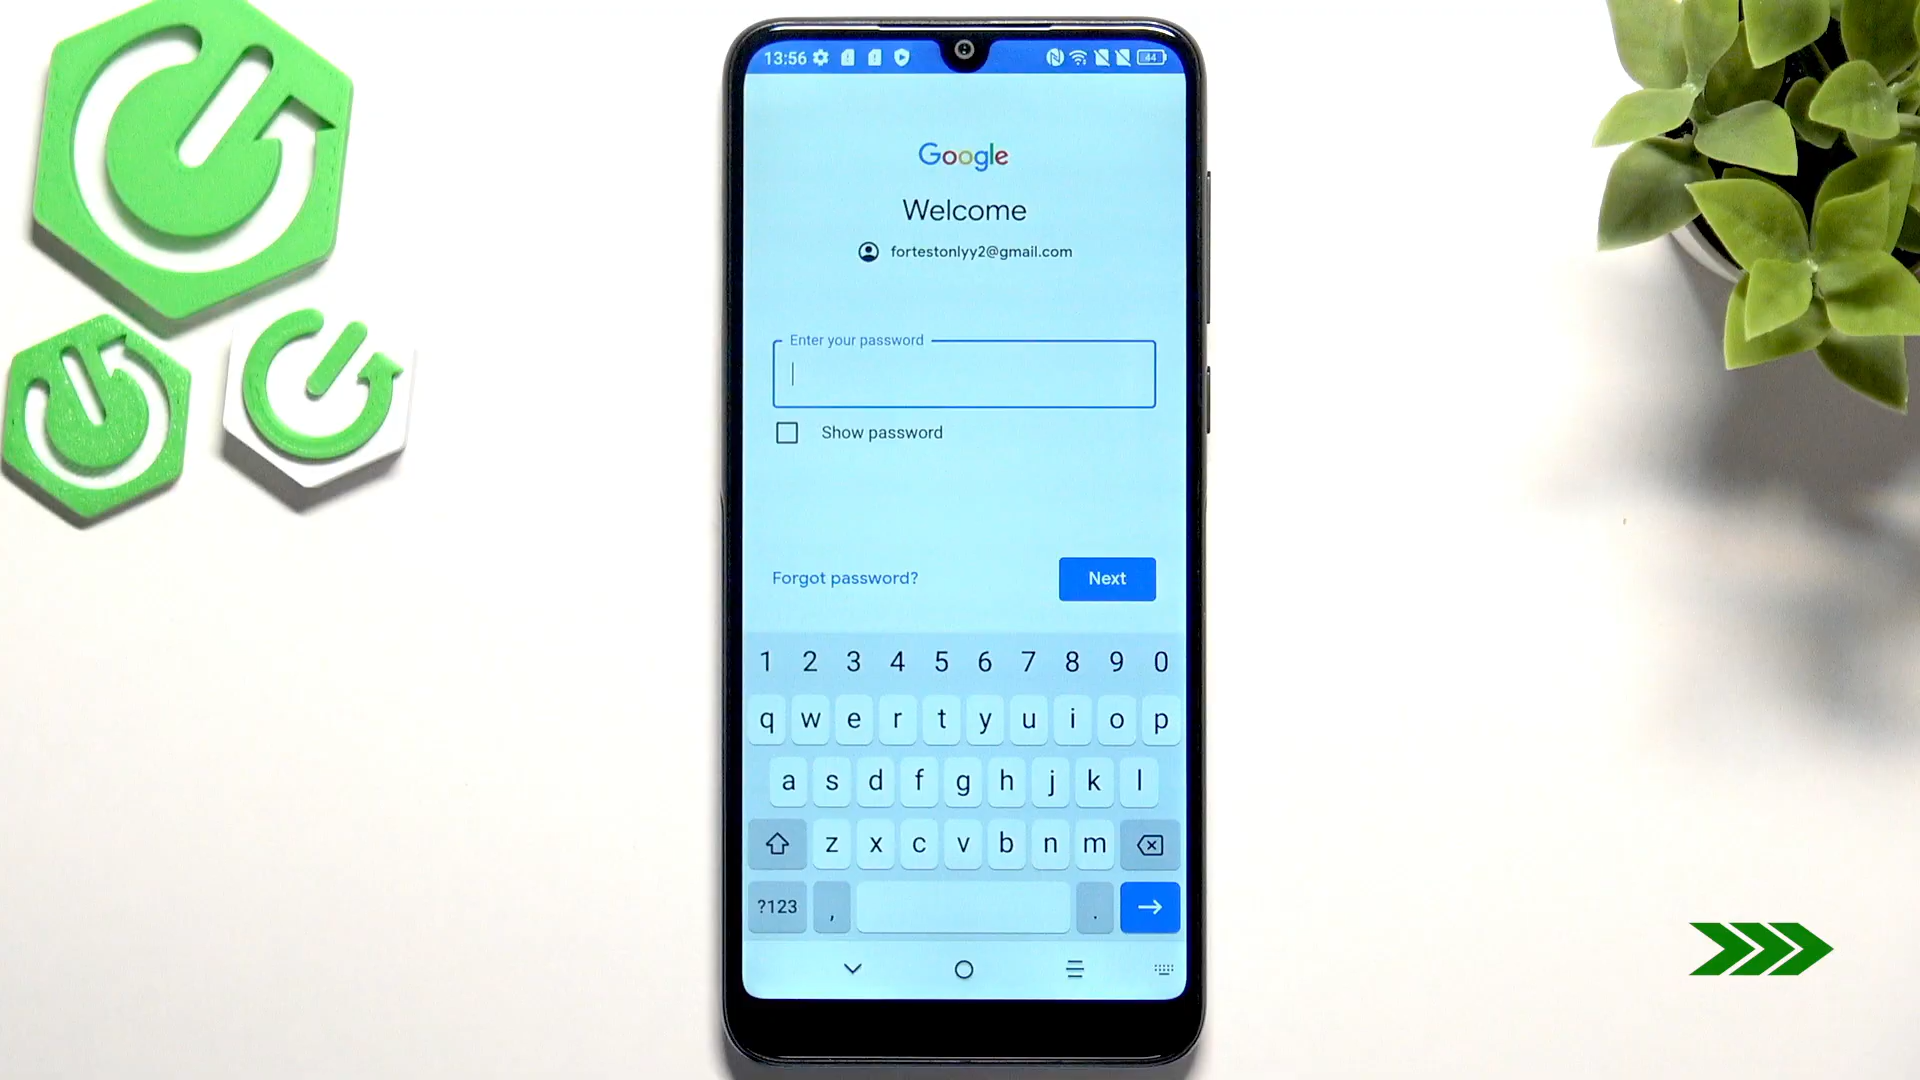 13:56
44
Google
Welcome
fortestonlyy2@gmail.com
Enter your password
Show password
Forgot password?
Next
1 2 3 4 5 6 7 8 9 0
q w e r t y u i o p
a s d f g h j k l
z x c v b n m
?123 , .